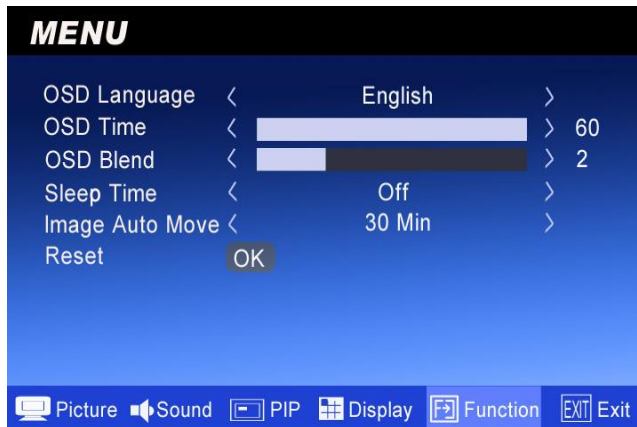 MENU
OSD Language < English >
OSD Time < > 60
OSD Blend < > 2
Sleep Time < Off >
Image Auto Move < 30 Min >
Reset OK
Picture Sound PIP Display Function EXIT Exit